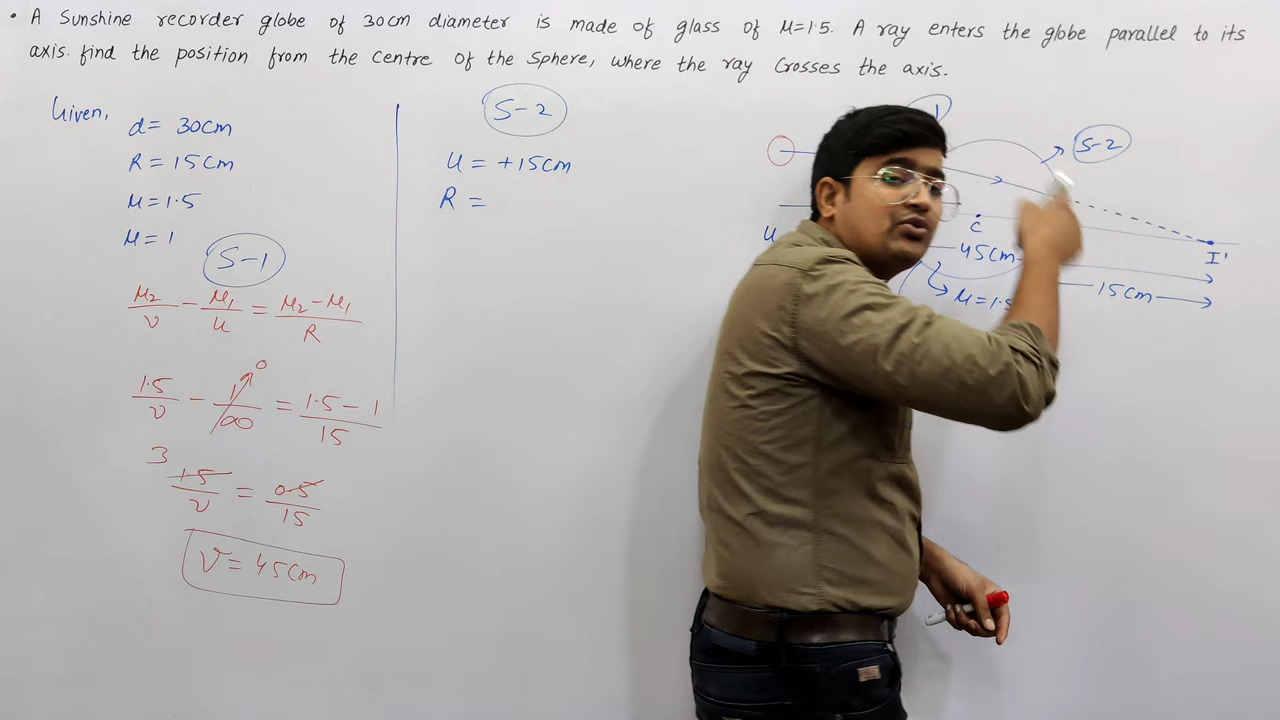 • A Sunshine recorder globe of 30cm diameter is made of glass of μ=1.5. A ray enters the globe parallel to its
axis. find the position from the centre of the Sphere, where the ray Crosses the axis.
Given,
d = 30cm
R = 15cm
μ = 1.5
μ = 1
S-1
μ2/v - μ1/u = μ2-μ1/R
1.5/v - 1/∞ 0 = 1.5-1/15
3
1.5/v = 0.5/15
v = 45cm
S-2
u = +15cm
R =
1
S-2
C
u
45cm
I'
15cm
μ=1.5